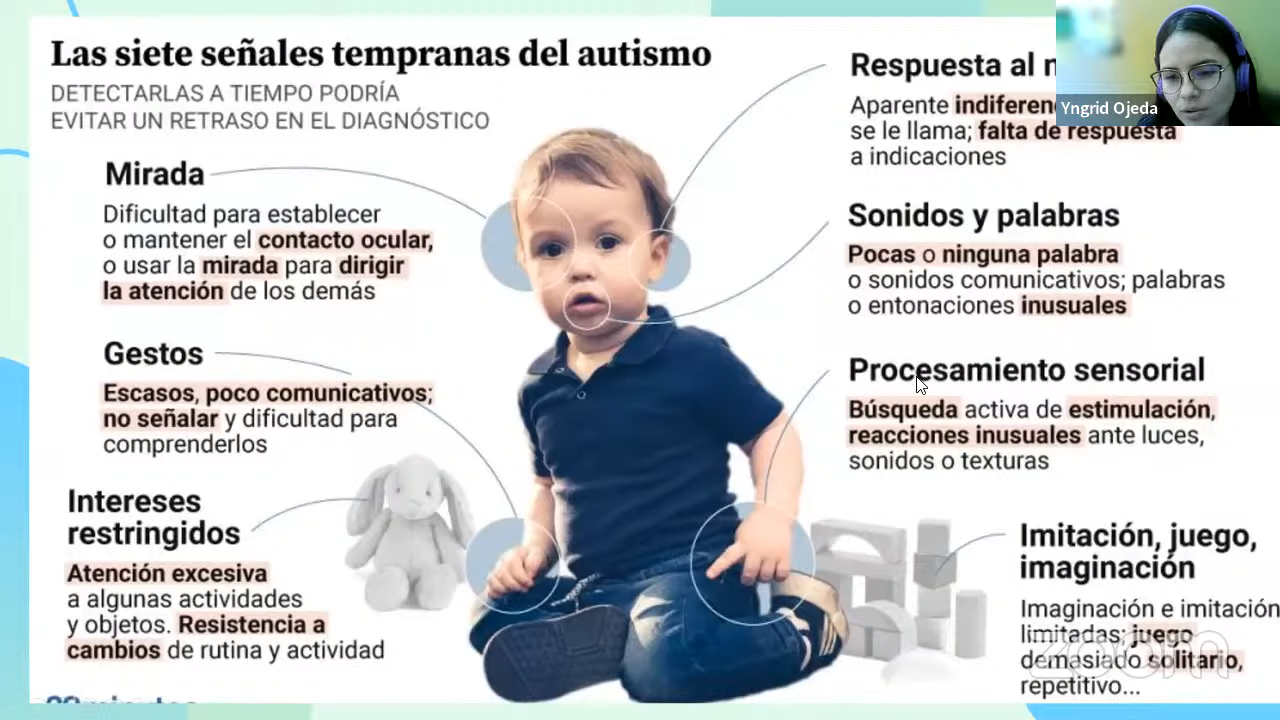 Las siete señales tempranas del autismo
DETECTARLAS A TIEMPO PODRÍA
EVITAR UN RETRASO EN EL DIAGNÓSTICO
Mirada
Dificultad para establecer
o mantener el contacto ocular,
o usar la mirada para dirigir
la atención de los demás
Gestos
Escasos, poco comunicativos;
no señalar y dificultad para
comprenderlos
Intereses
restringidos
Atención excesiva
a algunas actividades
y objetos. Resistencia a
cambios de rutina y actividad
Respuesta al
Aparente
se le llama; falta de respuesta
a indicaciones
Sonidos y palabras
Pocas o ninguna palabra
o sonidos comunicativos; palabras
o entonaciones inusuales
Procesamiento sensorial
Búsqueda activa de estimulación,
reacciones inusuales ante luces,
sonidos o texturas
Imitación, juego,
imaginación
Imaginación e imitación
limitadas; juego
demasiado solitario,
repetitivo...
Yngrid Ojeda
zoom